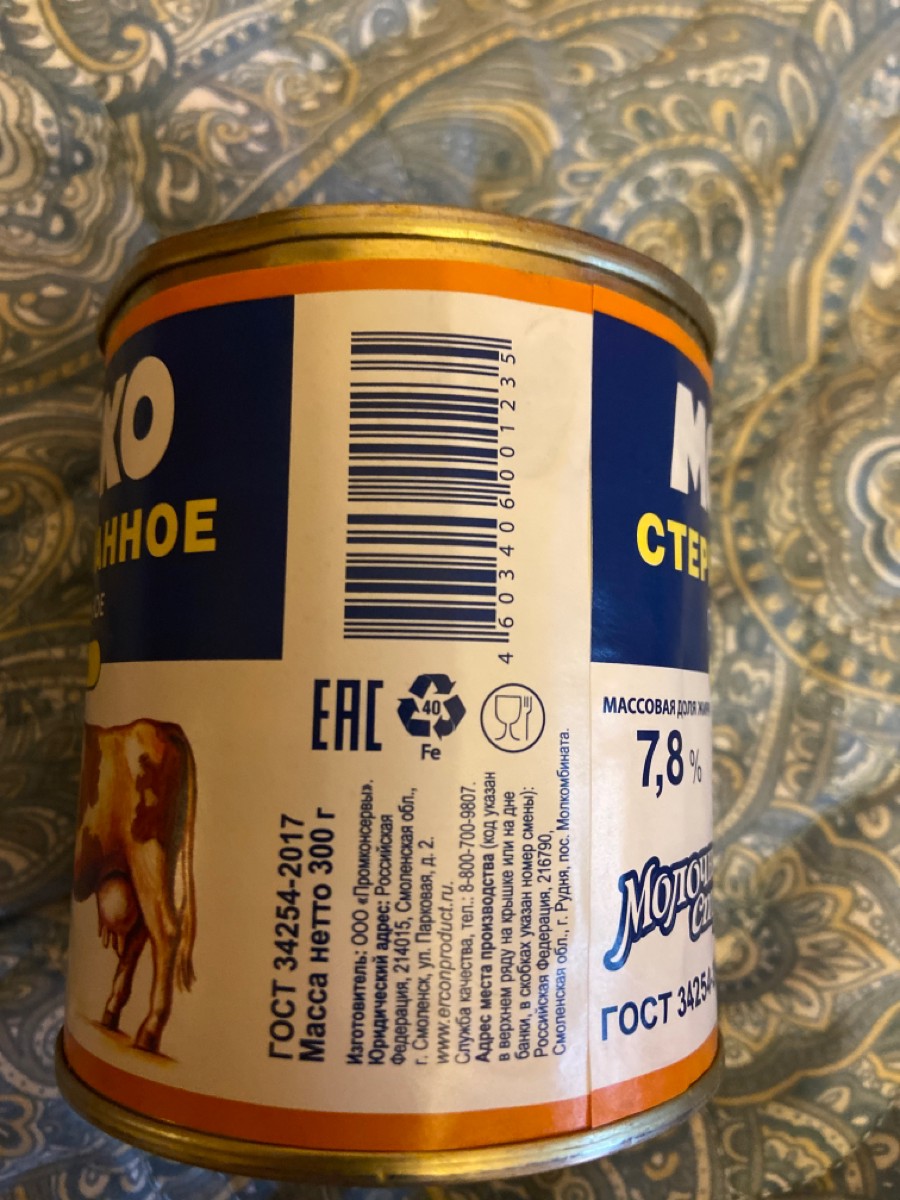 КО
АННОЕ
4 603406 001235
ЕАС
40
Fe
ГОСТ 34254-2017
Масса нетто 300 г
Изготовитель: ООО «Промконсервы».
Юридический адрес: Российская
Федерация, 214015, Смоленская обл.,
г. Смоленск, ул. Парковая, д. 2.
www.erconproduct.ru.
Служба качества, тел.: 8-800-700-9807.
Адрес места производства (код указан
в верхнем ряду на крышке или на дне
банки, в скобках указан номер смены):
Российская Федерация, 216790,
Смоленская обл., г. Рудня, пос. Молкомбината.
М
СТЕР
МАССОВАЯ ДОЛЯ ЖИР
7,8 %
Молоч
ГОСТ 34254-